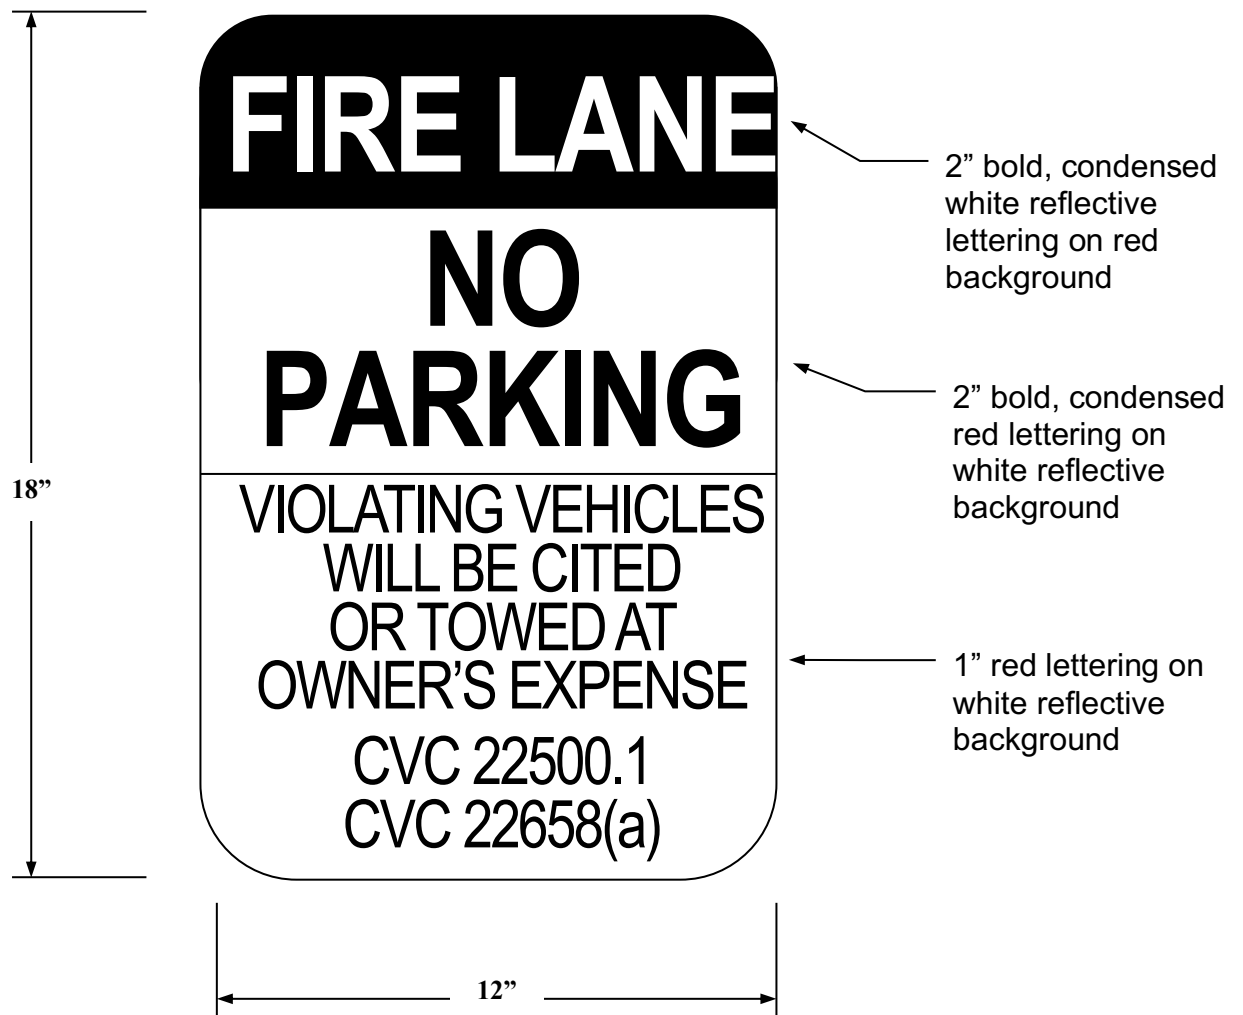 FIRE LANE
NO
PARKING
VIOLATING VEHICLES
WILL BE CITED
OR TOWED AT
OWNER’S EXPENSE
CVC 22500.1
CVC 22658(a)
2” bold, condensed
white reflective
lettering on red
background
2” bold, condensed
red lettering on
white reflective
background
1” red lettering on
white reflective
background
18”
12”